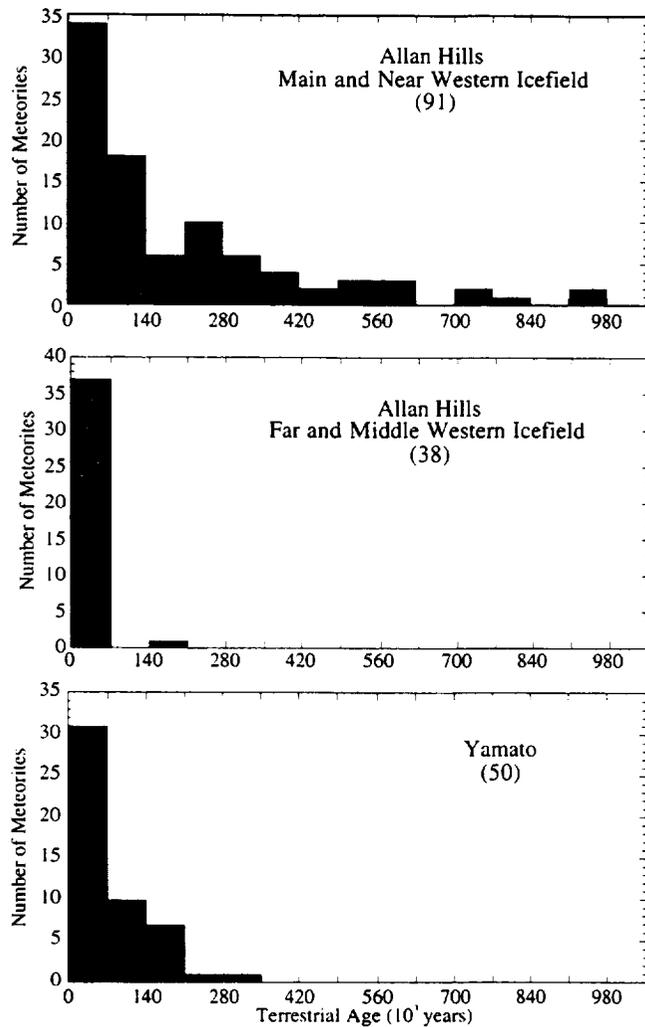 Number of Meteorites
35
30
25
20
15
10
5
0
Allan Hills
Main and Near Western Icefield
(91)
0 140 280 420 560 700 840 980
Number of Meteorites
40
35
30
25
20
15
10
5
0
Allan Hills
Far and Middle Western Icefield
(38)
0 140 280 420 560 700 840 980
Number of Meteorites
35
30
25
20
15
10
5
0
Yamato
(50)
0 140 280 420 560 700 840 980
Terrestrial Age (10³ years)